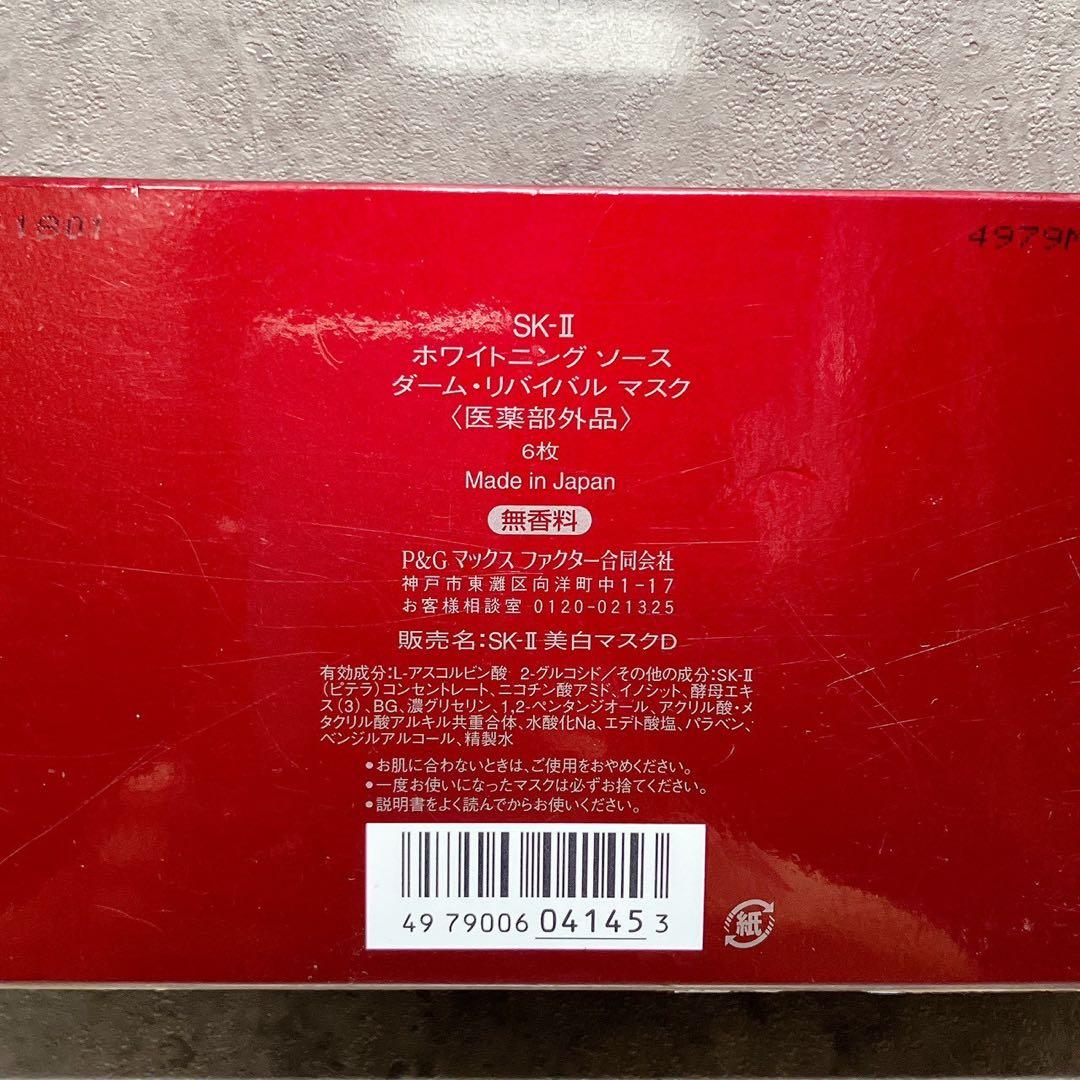 1801
4979M
SK-Ⅱ
ホワイトニング ソース
ダーム・リバイバル マスク
〈医薬部外品〉
6枚
Made in Japan
無香料
P&G マックス ファクター合同会社
神戸市東灘区向洋町中1-17
お客様相談室 0120-021325
販売名:SK-Ⅱ 美白マスクD
有効成分:L-アスコルビン酸 2-グルコシド/その他の成分:SK-Ⅱ
(ピテラ)コンセントレート、ニコチン酸アミド、イノシット、酵母エキ
ス(3)、BG、濃グリセリン、1,2-ペンタンジオール、アクリル酸・メ
タクリル酸アルキル共重合体、水酸化Na、エデト酸塩、パラベン、
ベンジルアルコール、精製水
●お肌に合わないときは、ご使用をおやめください。
●一度お使いになったマスクは必ずお捨てください。
●説明書をよく読んでからお使いください。
49 79006 04145 3
紙